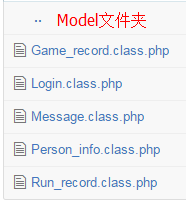 .. Model文件夹
Game_record.class.php
Login.class.php
Message.class.php
Person_info.class.php
Run_record.class.php